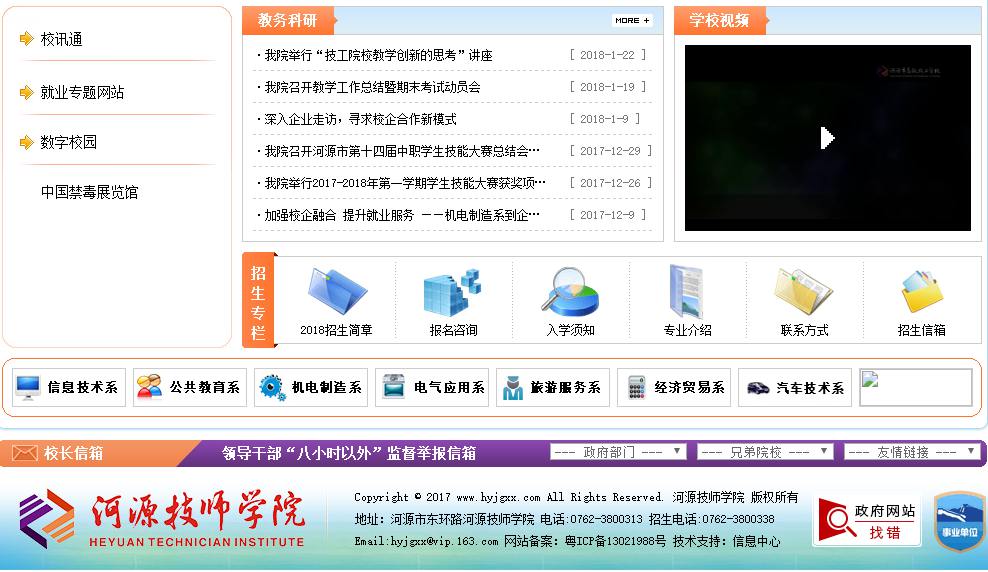 校讯通
就业专题网站
数字校园
中国禁毒展览馆
教务科研
MORE +
· 我院举行“技工院校教学创新的思考”讲座 [ 2018-1-22 ]
· 我院召开教学工作总结暨期末考试动员会 [ 2018-1-19 ]
· 深入企业走访，寻求校企合作新模式 [ 2018-1-9 ]
· 我院召开河源市第十四届中职学生技能大赛总结会… [ 2017-12-29 ]
· 我院举行2017-2018年第一学期学生技能大赛获奖项… [ 2017-12-26 ]
· 加强校企融合 提升就业服务 －－机电制造系到企… [ 2017-12-9 ]
学校视频
招生专栏
2018招生简章
报名咨询
入学须知
专业介绍
联系方式
招生信箱
信息技术系
公共教育系
机电制造系
电气应用系
旅游服务系
经济贸易系
汽车技术系
校长信箱
领导干部“八小时以外”监督举报信箱
--- 政府部门 ---
--- 兄弟院校 ---
--- 友情链接 ---
河源技师学院
HEYUAN TECHNICIAN INSTITUTE
Copyright © 2017 www.hyjgxx.com All Rights Reserved. 河源技师学院 版权所有
地址：河源市东环路河源技师学院 电话:0762-3800313 招生电话:0762-3800338
Email:hyjgxx@vip.163.com 网站备案：粤ICP备13021988号 技术支持：信息中心
政府网站
找错
事业单位